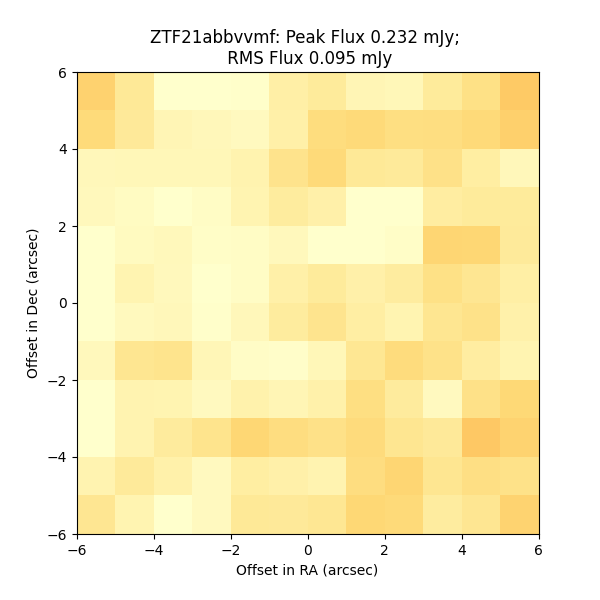 ZTF21abbvvmf: Peak Flux 0.232 mJy;
RMS Flux 0.095 mJy
6
4
2
0
−2
−4
−6
Offset in Dec (arcsec)
−6 −4 −2 0 2 4 6
Offset in RA (arcsec)